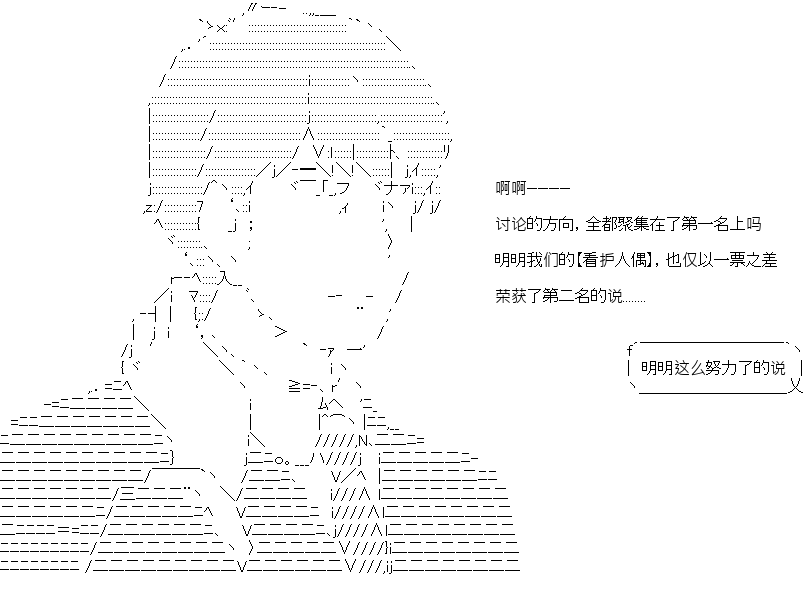 啊啊————
讨论的方向，全都聚集在了第一名上吗
明明我们的【看护人偶】，也仅以一票之差
荣获了第二名的说........
明明这么努力了的说